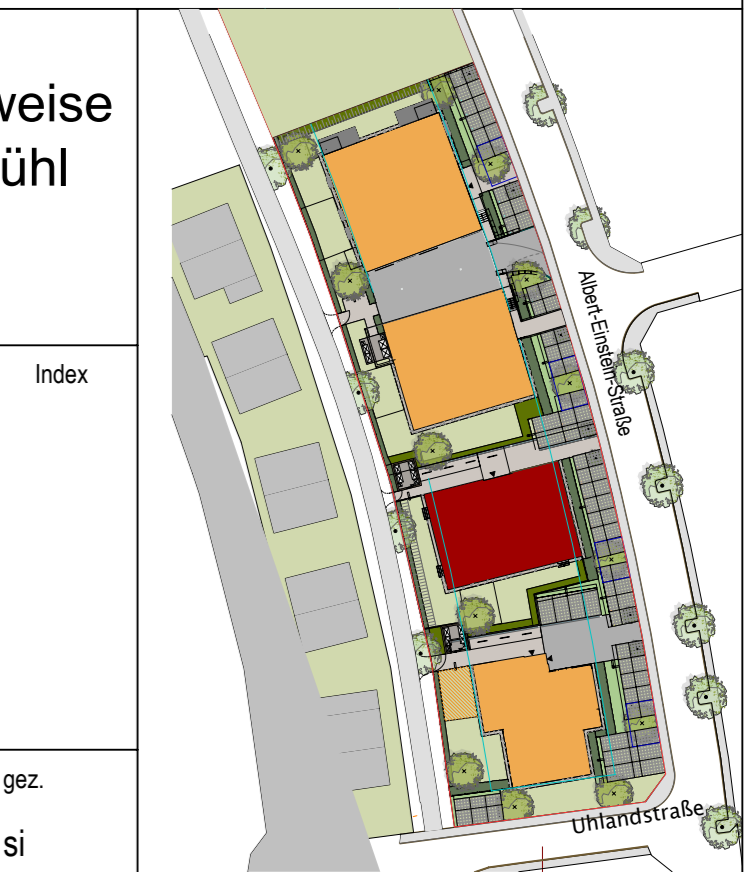 weise
ühl
Index
gez.
si
Albert-Einstein-Straße
Uhlandstraße